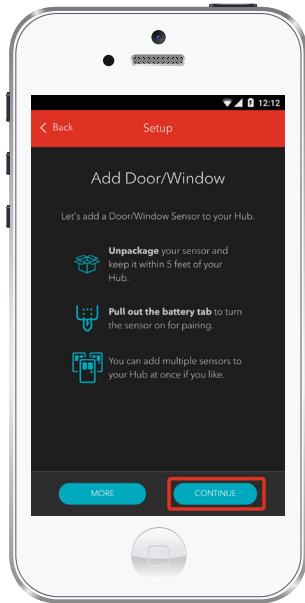 12:12
Back
Setup
Add Door/Window
Let's add a Door/Window Sensor to your Hub.
Unpackage your sensor and
keep it within 5 feet of your
Hub.
Pull out the battery tab to turn
the sensor on for pairing.
You can add multiple sensors to
your Hub at once if you like.
MORE
CONTINUE